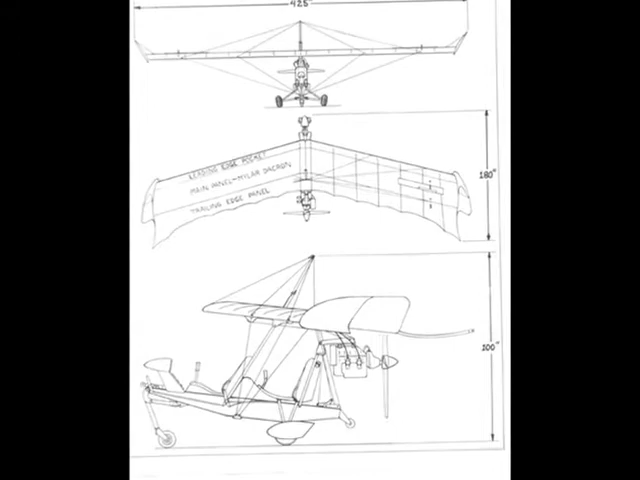 425"
LEADING EDGE POCKET
MAIN PANEL-MYLAR DACRON
TRAILING EDGE PANEL
180"
100"